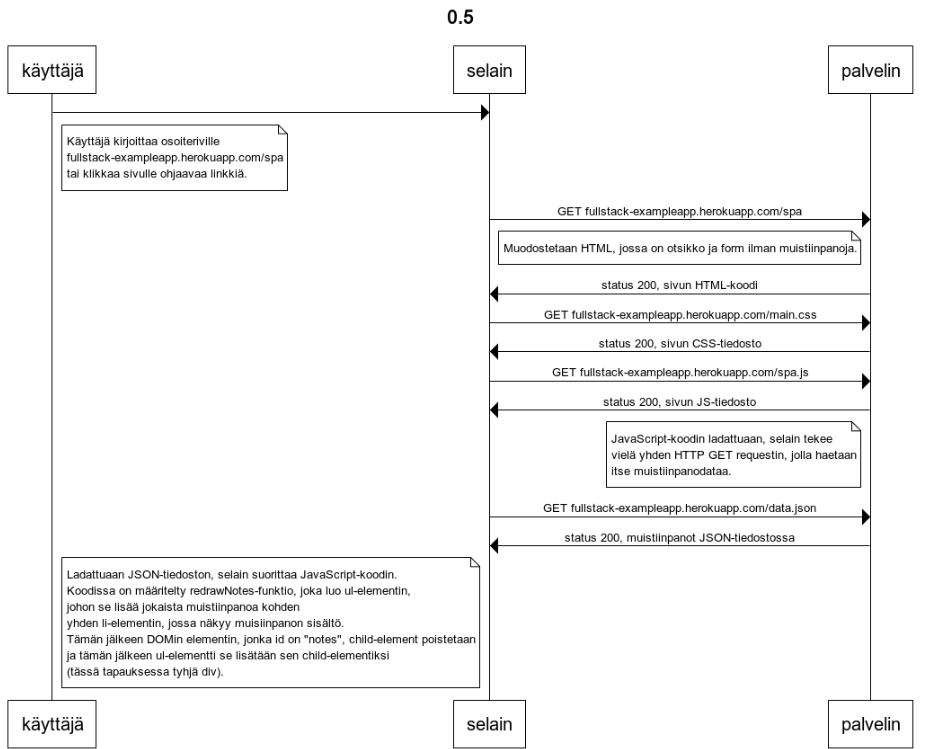 0.5
käyttäjä
selain
palvelin
Käyttäjä kirjoittaa osoiteriville
fullstack-exampleapp.herokuapp.com/spa
tai klikkaa sivulle ohjaavaa linkkiä.
GET fullstack-exampleapp.herokuapp.com/spa
Muodostetaan HTML, jossa on otsikko ja form ilman muistiinpanoja.
status 200, sivun HTML-koodi
GET fullstack-exampleapp.herokuapp.com/main.css
status 200, sivun CSS-tiedosto
GET fullstack-exampleapp.herokuapp.com/spa.js
status 200, sivun JS-tiedosto
JavaScript-koodin ladattuaan, selain tekee
vielä yhden HTTP GET requestin, jolla haetaan
itse muistiinpanodataa.
GET fullstack-exampleapp.herokuapp.com/data.json
status 200, muistiinpanot JSON-tiedostossa
Ladattuaan JSON-tiedoston, selain suorittaa JavaScript-koodin.
Koodissa on määritelty redrawNotes-funktio, joka luo ul-elementin,
johon se lisää jokaista muistiinpanoa kohden
yhden li-elementin, jossa näkyy muisiinpanon sisältö.
Tämän jälkeen DOMin elementin, jonka id on "notes", child-element poistetaan
ja tämän jälkeen ul-elementti se lisätään sen child-elementiksi
(tässä tapauksessa tyhjä div).
käyttäjä
selain
palvelin